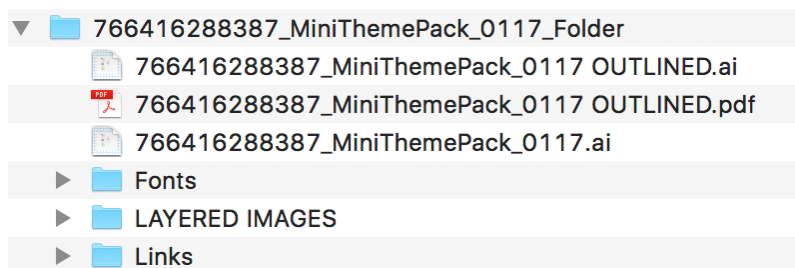 766416288387_MiniThemePack_0117_Folder
766416288387_MiniThemePack_0117 OUTLINED.ai
PDF
766416288387_MiniThemePack_0117 OUTLINED.pdf
766416288387_MiniThemePack_0117.ai
Fonts
LAYERED IMAGES
Links